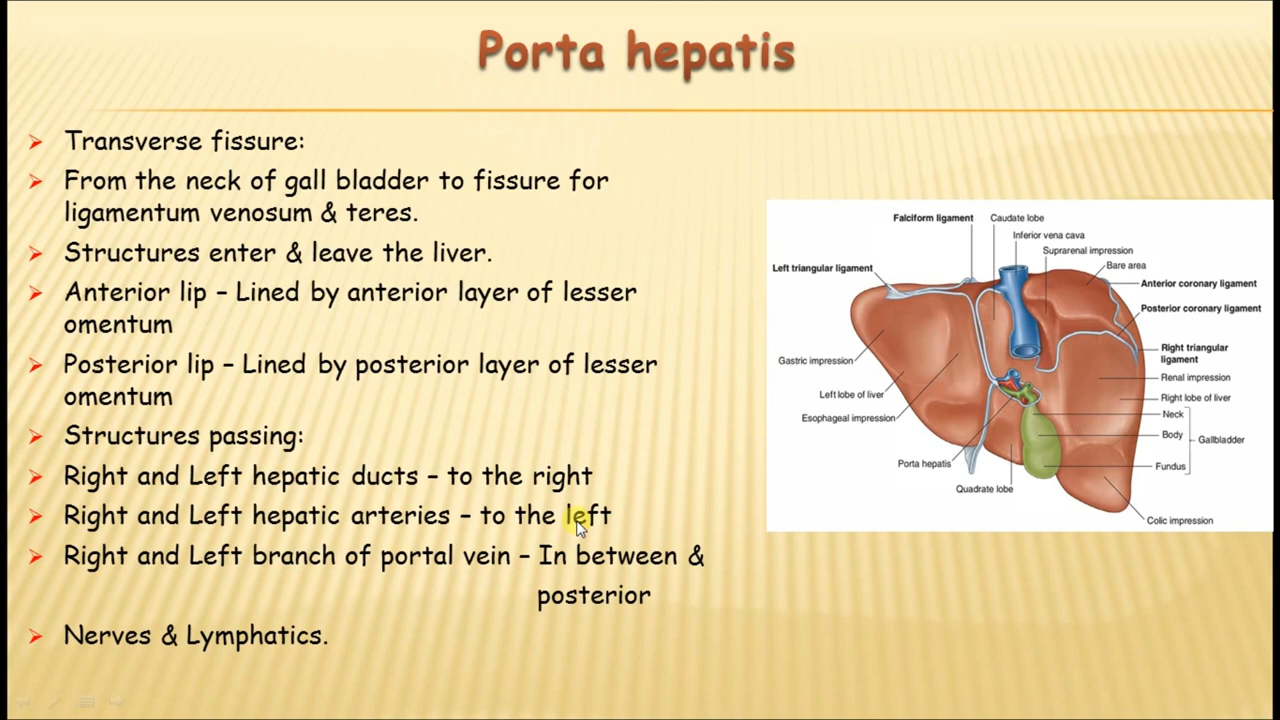 Porta hepatis
Transverse fissure:
From the neck of gall bladder to fissure for
ligamentum venosum & teres.
Structures enter & leave the liver.
Anterior lip – Lined by anterior layer of lesser
omentum
Posterior lip – Lined by posterior layer of lesser
omentum
Structures passing:
Right and Left hepatic ducts – to the right
Right and Left hepatic arteries – to the left
Right and Left branch of portal vein – In between &
posterior
Nerves & Lymphatics.
Falciform ligament
Caudate lobe
Inferior vena cava
Suprarenal impression
Bare area
Left triangular ligament
Anterior coronary ligament
Posterior coronary ligament
Right triangular
ligament
Gastric impression
Renal impression
Left lobe of liver
Right lobe of liver
Esophageal impression
Neck
Body
Gallbladder
Porta hepatis
Fundus
Quadrate lobe
Colic impression